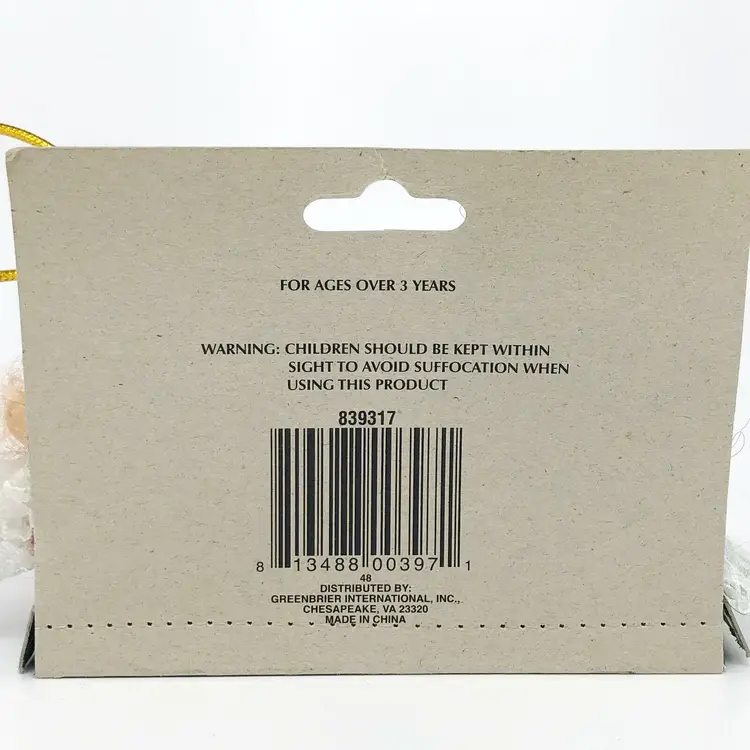 FOR AGES OVER 3 YEARS
WARNING: CHILDREN SHOULD BE KEPT WITHIN
SIGHT TO AVOID SUFFOCATION WHEN
USING THIS PRODUCT
839317
8 13488 00397 1
48
DISTRIBUTED BY:
GREENBRIER INTERNATIONAL, INC.,
CHESAPEAKE, VA 23320
MADE IN CHINA